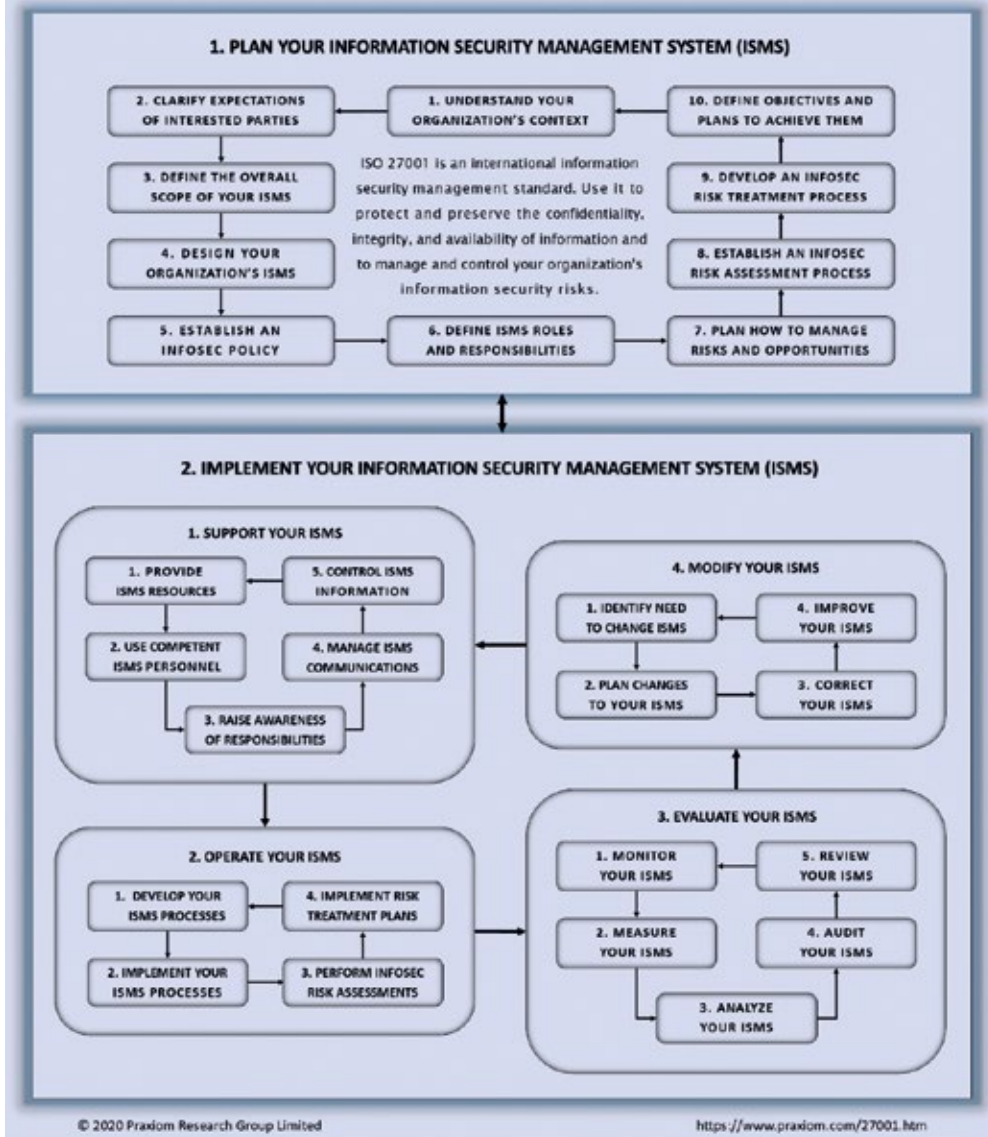 1. PLAN YOUR INFORMATION SECURITY MANAGEMENT SYSTEM (ISMS)
1. UNDERSTAND YOUR
ORGANIZATION'S CONTEXT
2. CLARIFY EXPECTATIONS
OF INTERESTED PARTIES
3. DEFINE THE OVERALL
SCOPE OF YOUR ISMS
4. DESIGN YOUR
ORGANIZATION'S ISMS
5. ESTABLISH AN
INFOSEC POLICY
6. DEFINE ISMS ROLES
AND RESPONSIBILITIES
7. PLAN HOW TO MANAGE
RISKS AND OPPORTUNITIES
8. ESTABLISH AN INFOSEC
RISK ASSESSMENT PROCESS
9. DEVELOP AN INFOSEC
RISK TREATMENT PROCESS
10. DEFINE OBJECTIVES AND
PLANS TO ACHIEVE THEM
ISO 27001 is an international information
security management standard. Use it to
protect and preserve the confidentiality,
integrity, and availability of information and
to manage and control your organization's
information security risks.
2. IMPLEMENT YOUR INFORMATION SECURITY MANAGEMENT SYSTEM (ISMS)
1. SUPPORT YOUR ISMS
1. PROVIDE
ISMS RESOURCES
2. USE COMPETENT
ISMS PERSONNEL
3. RAISE AWARENESS
OF RESPONSIBILITIES
4. MANAGE ISMS
COMMUNICATIONS
5. CONTROL ISMS
INFORMATION
2. OPERATE YOUR ISMS
1. DEVELOP YOUR
ISMS PROCESSES
2. IMPLEMENT YOUR
ISMS PROCESSES
3. PERFORM INFOSEC
RISK ASSESSMENTS
4. IMPLEMENT RISK
TREATMENT PLANS
3. EVALUATE YOUR ISMS
1. MONITOR
YOUR ISMS
2. MEASURE
YOUR ISMS
3. ANALYZE
YOUR ISMS
4. AUDIT
YOUR ISMS
5. REVIEW
YOUR ISMS
4. MODIFY YOUR ISMS
1. IDENTIFY NEED
TO CHANGE ISMS
2. PLAN CHANGES
TO YOUR ISMS
3. CORRECT
YOUR ISMS
4. IMPROVE
YOUR ISMS
© 2020 Praxiom Research Group Limited
https://www.praxiom.com/27001.htm